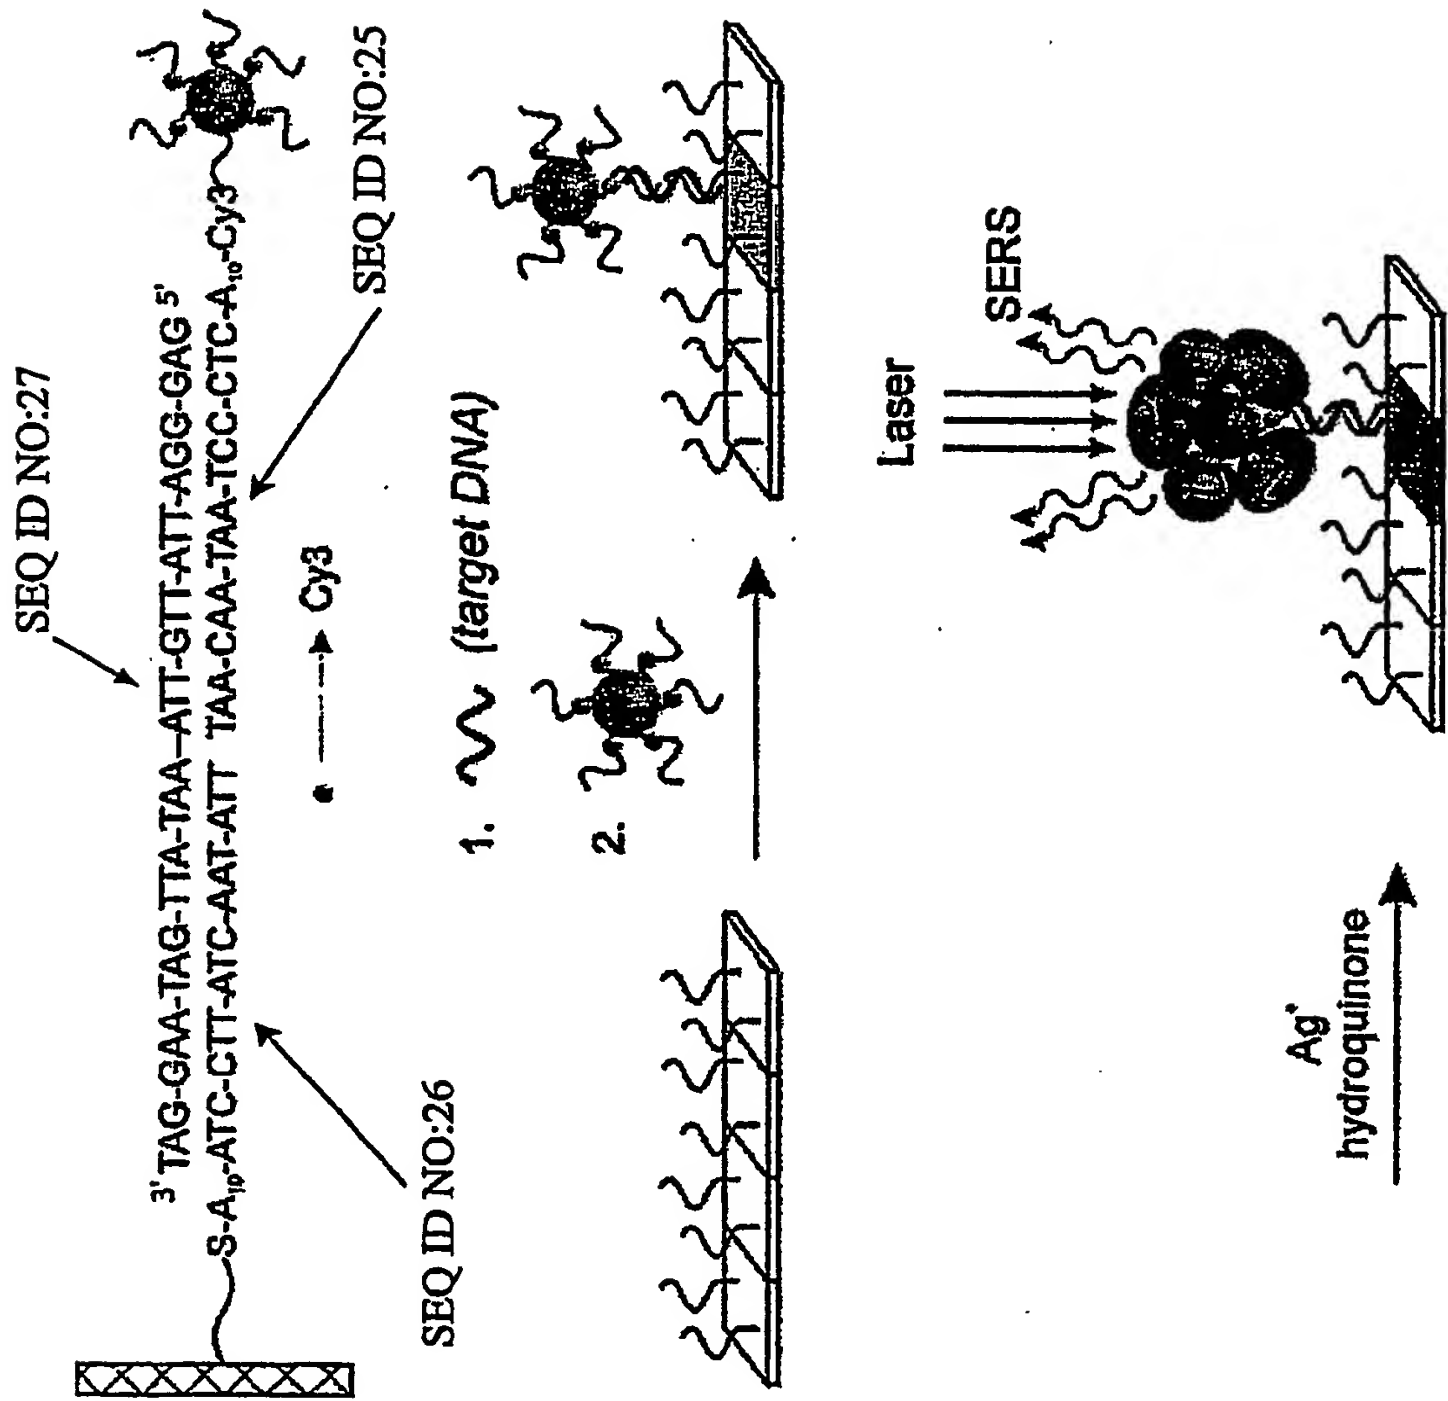 SEQ ID NO:27
3' TAG-GAA-TAG-TTA-TAA-ATT-GTT-ATT-AGG-GAG 5'
S-A10-ATC-CTT-ATC-AAT-ATT TAA-CAA-TAA-TCC-CTC-A10-Cy3
SEQ ID NO:26
SEQ ID NO:25
Cy3
1. (target DNA)
2.
Laser
SERS
Ag+
hydroquinone